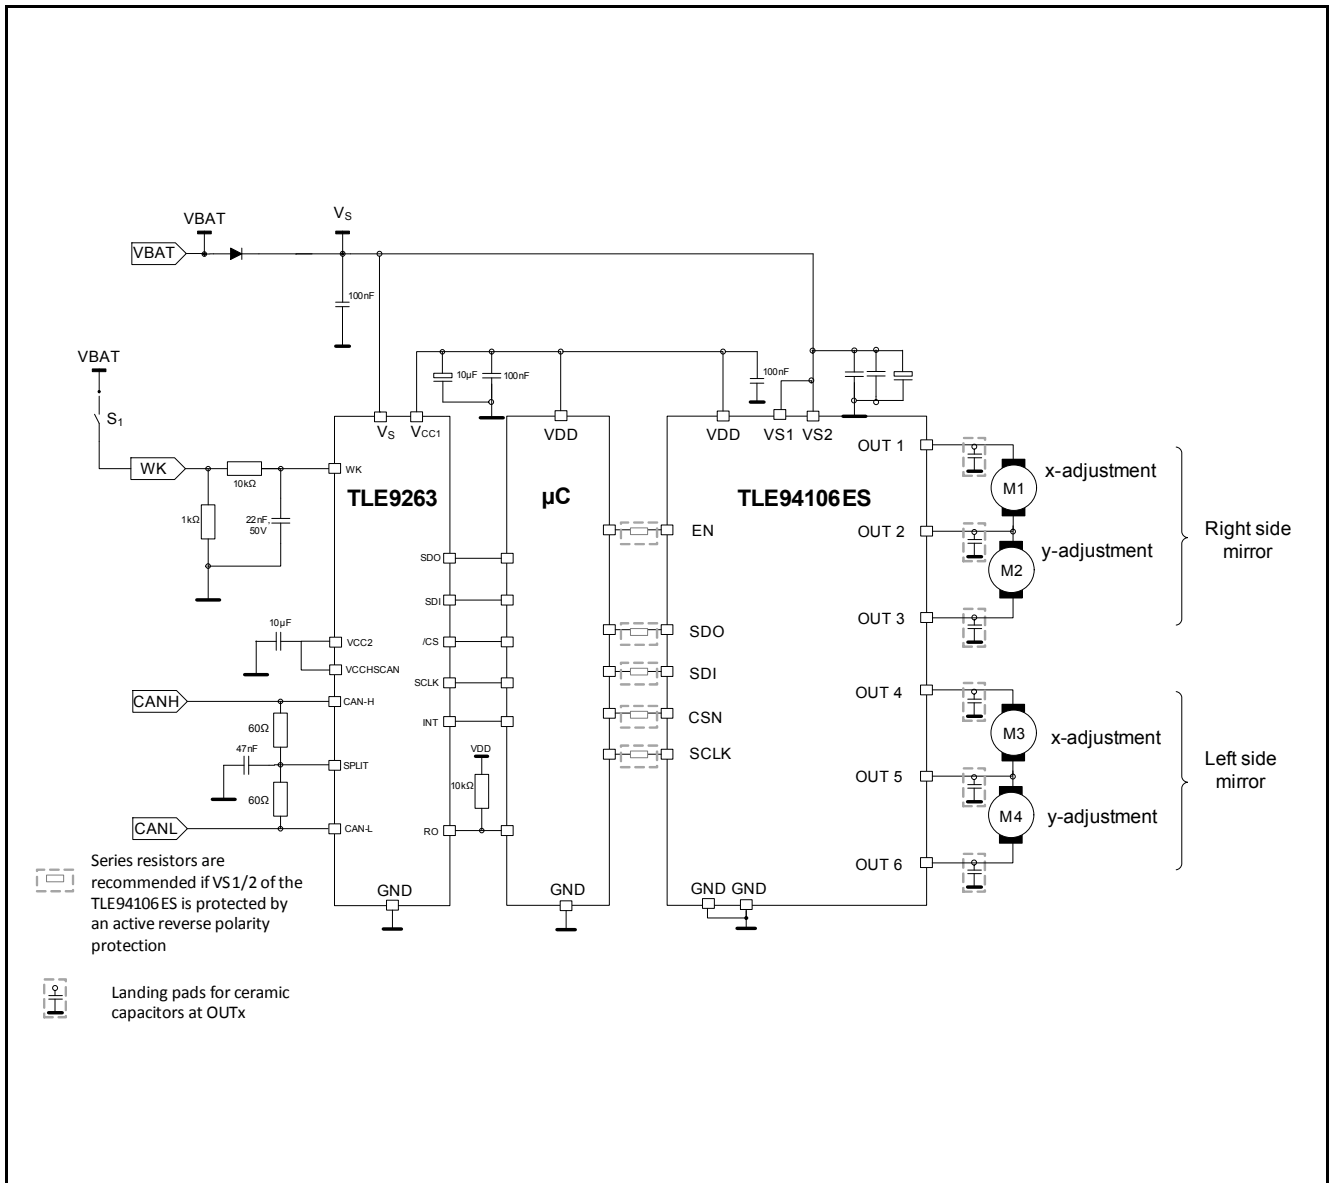 VBAT
V_S
VBAT
100nF
VBAT
S1
10µF
100nF
100nF
V_S
VCC1
VDD
VDD
VS1
VS2
OUT 1
WK
10kΩ
WK
TLE9263
µC
TLE94106ES
M1
x-adjustment
1kΩ
22nF,
50V
EN
OUT 2
y-adjustment
Right side
mirror
SDO
M2
SDI
OUT 3
10µF
VCC2
/CS
SDO
VCCHSCAN
SCLK
SDI
OUT 4
CANH
CAN-H
INT
CSN
60Ω
M3
x-adjustment
47nF
SPLIT
VDD
SCLK
Left side
mirror
10kΩ
OUT 5
60Ω
M4
y-adjustment
CANL
CAN-L
RO
OUT 6
GND
GND
GND
GND
Series resistors are
recommended if VS1/2 of the
TLE94106ES is protected by
an active reverse polarity
protection
Landing pads for ceramic
capacitors at OUTx